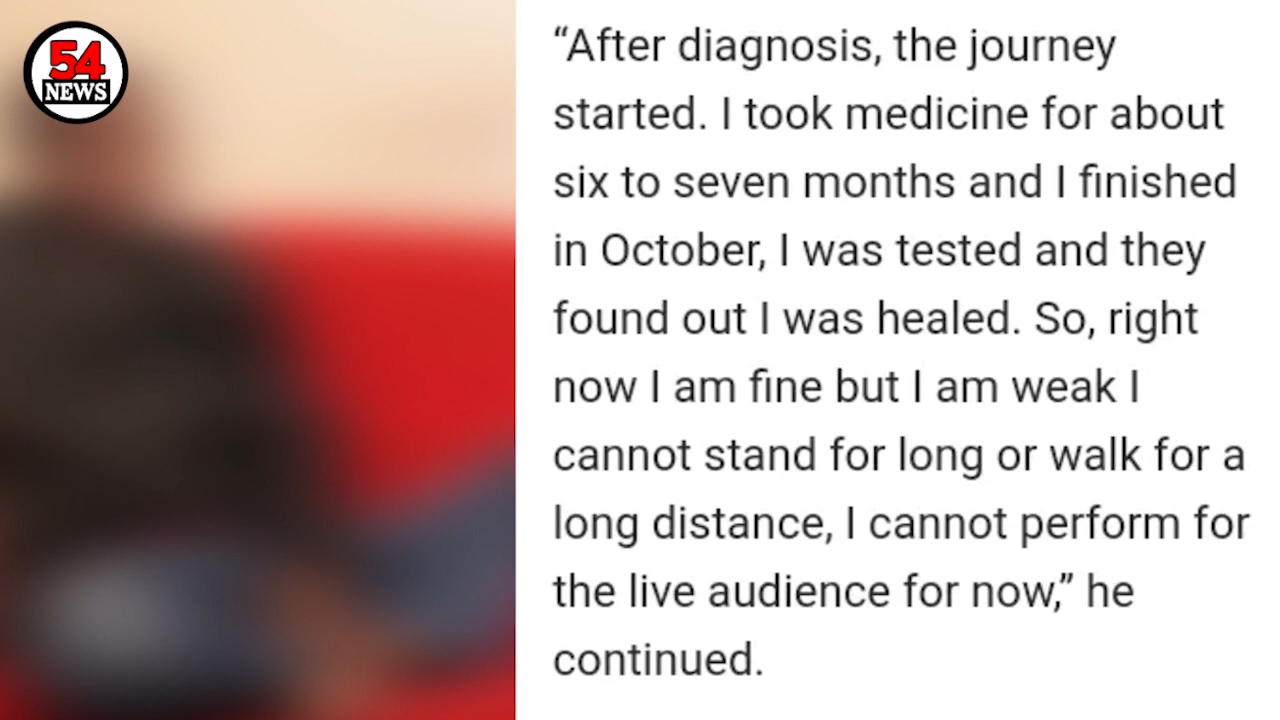 54
NEWS
“After diagnosis, the journey
started. I took medicine for about
six to seven months and I finished
in October, I was tested and they
found out I was healed. So, right
now I am fine but I am weak I
cannot stand for long or walk for a
long distance, I cannot perform for
the live audience for now,” he
continued.